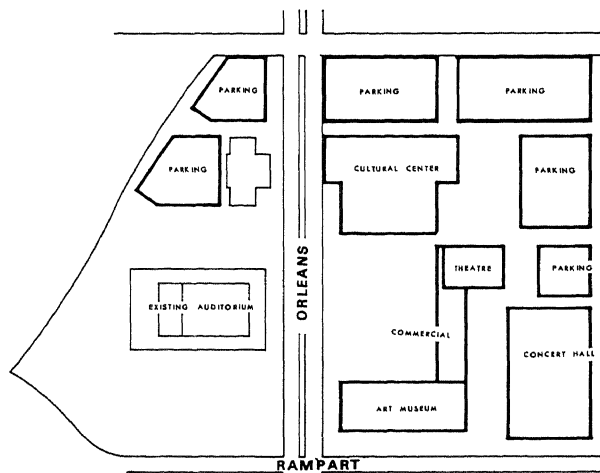 PARKING
PARKING
PARKING
PARKING
CULTURAL CENTER
PARKING
ORLEANS
THEATRE
PARKING
EXISTING AUDITORIUM
COMMERCIAL
CONCERT HALL
ART MUSEUM
RAMPART